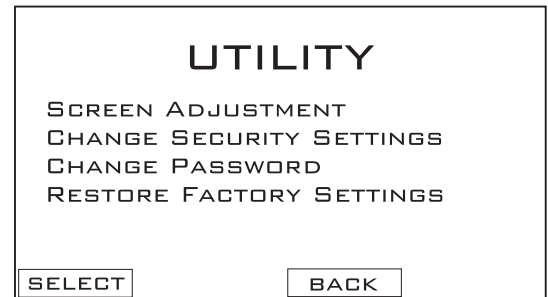 UTILITY
SCREEN ADJUSTMENT
CHANGE SECURITY SETTINGS
CHANGE PASSWORD
RESTORE FACTORY SETTINGS
SELECT BACK